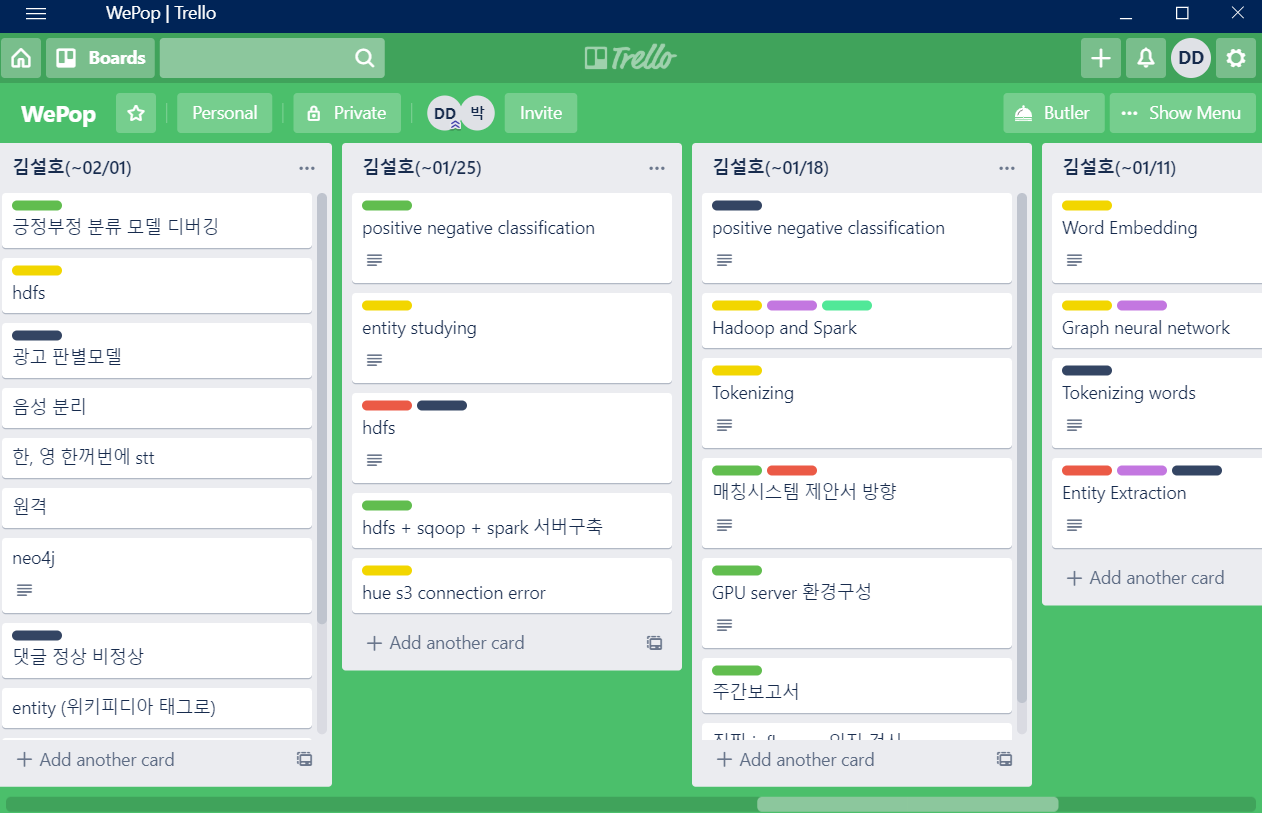 WePop | Trello
Boards
Trello
DD
WePop
Personal
Private
DD 박
Invite
Butler
Show Menu
김설호(~02/01)
긍정부정 분류 모델 디버깅
hdfs
광고 판별모델
음성 분리
한, 영 한꺼번에 stt
원격
neo4j
댓글 정상 비정상
entity (위키피디아 태그로)
Add another card
김설호(~01/25)
positive negative classification
entity studying
hdfs
hdfs + sqoop + spark 서버구축
hue s3 connection error
Add another card
김설호(~01/18)
positive negative classification
Hadoop and Spark
Tokenizing
매칭시스템 제안서 방향
GPU server 환경구성
주간보고서
Add another card
김설호(~01/11)
Word Embedding
Graph neural network
Tokenizing words
Entity Extraction
Add another card